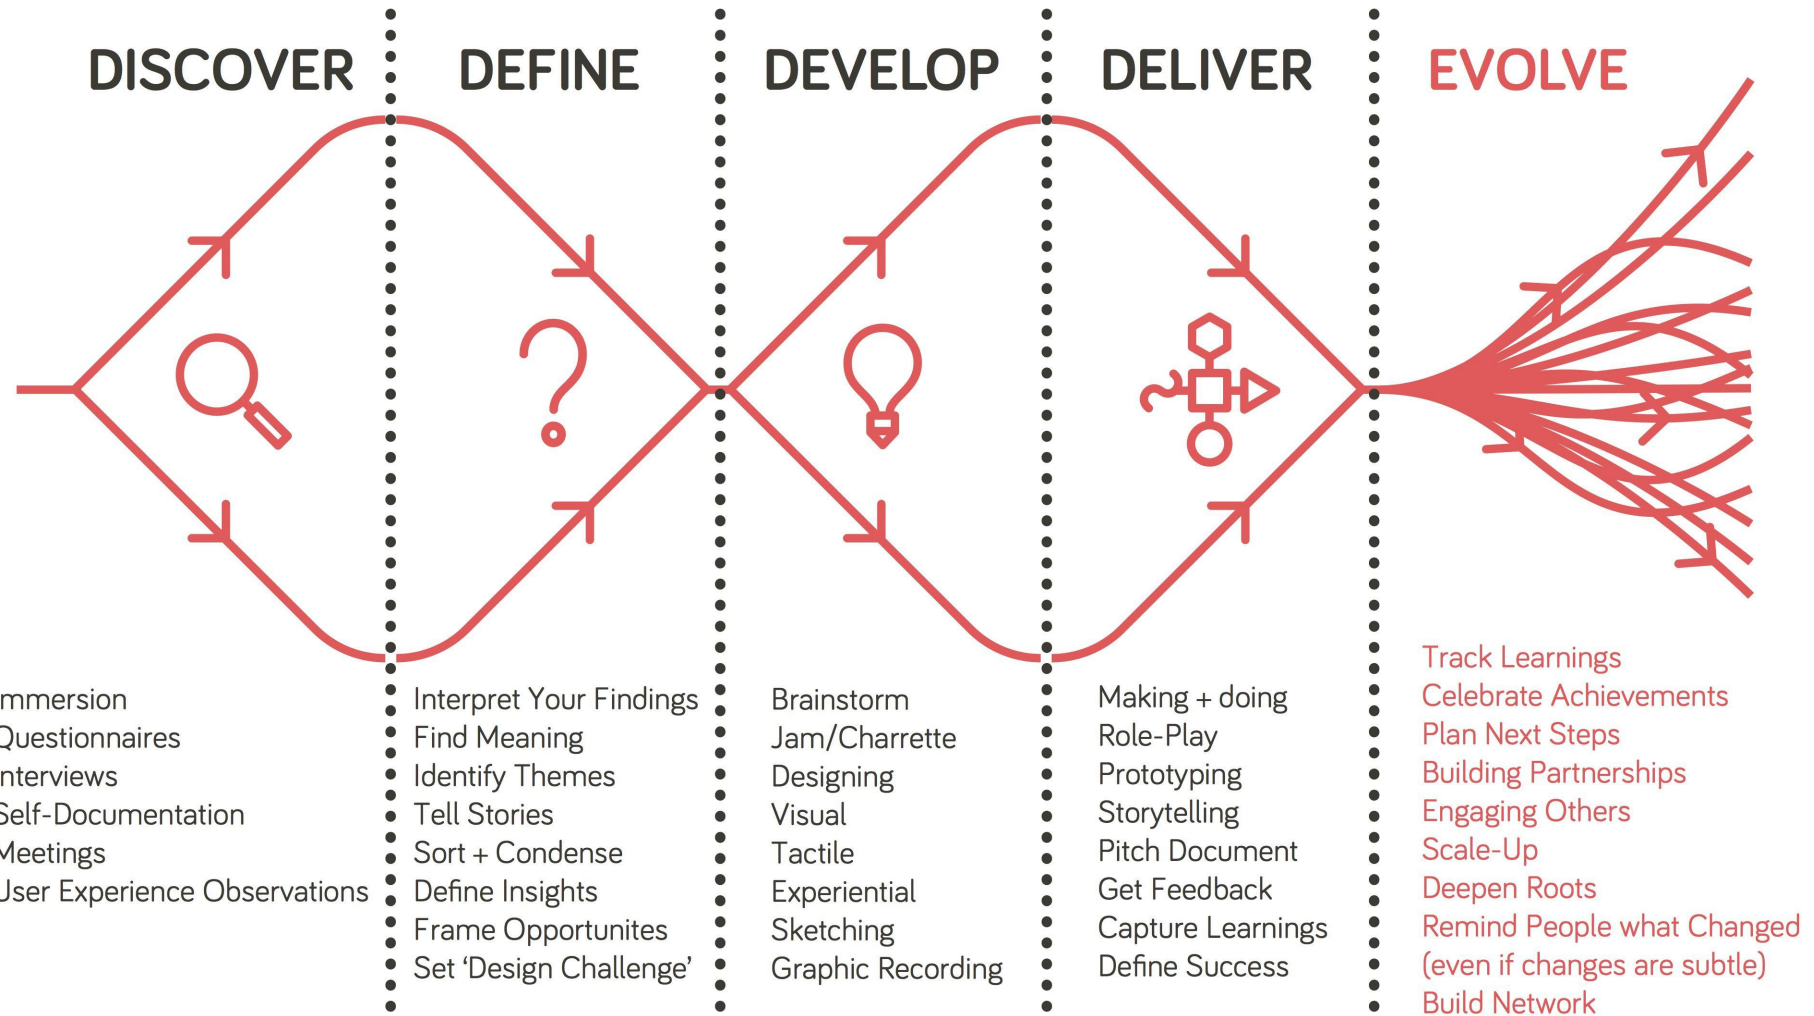 DISCOVER
DEFINE
DEVELOP
DELIVER
EVOLVE
mmersion
Questionnaires
nterviews
Self-Documentation
Meetings
User Experience Observations
Interpret Your Findings
Find Meaning
Identify Themes
Tell Stories
Sort + Condense
Define Insights
Frame Opportunites
Set ‘Design Challenge’
Brainstorm
Jam/Charrette
Designing
Visual
Tactile
Experiential
Sketching
Graphic Recording
Making + doing
Role-Play
Prototyping
Storytelling
Pitch Document
Get Feedback
Capture Learnings
Define Success
Track Learnings
Celebrate Achievements
Plan Next Steps
Building Partnerships
Engaging Others
Scale-Up
Deepen Roots
Remind People what Changed
(even if changes are subtle)
Build Network